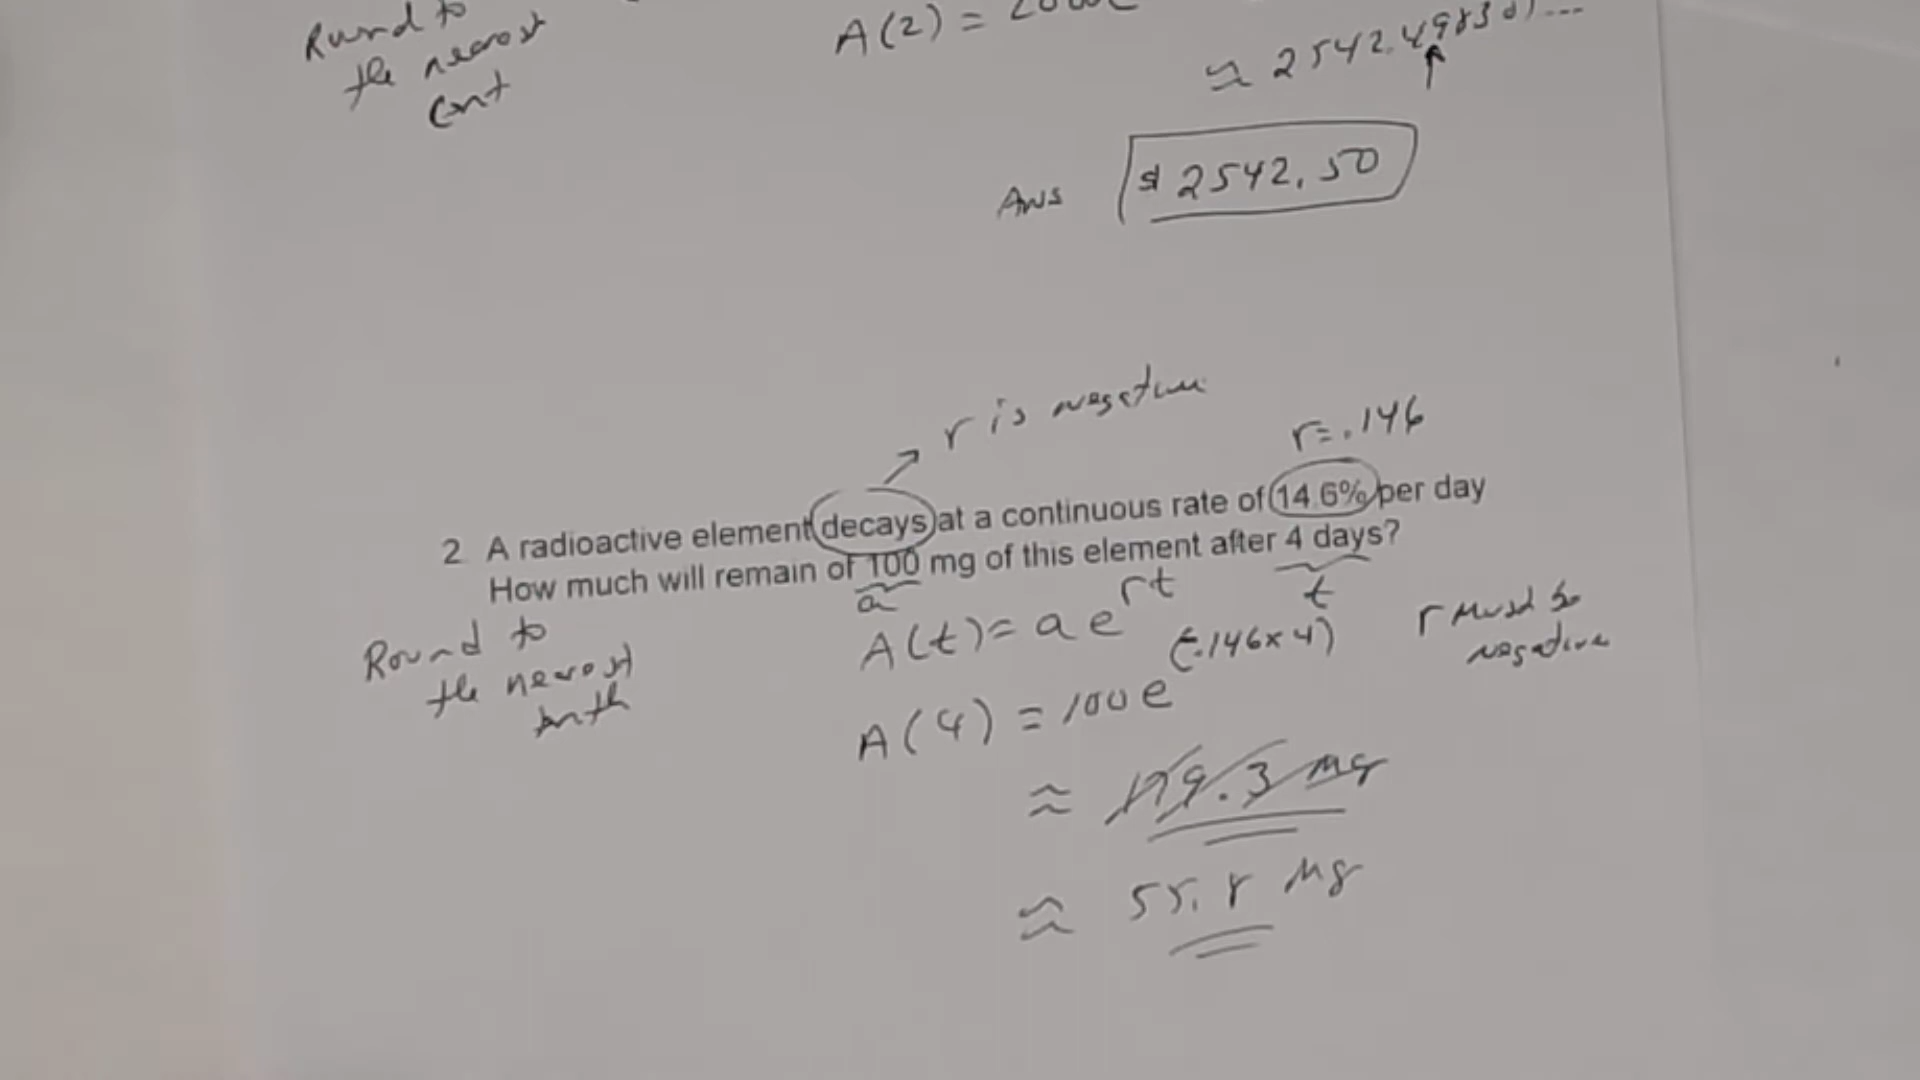 Round to
the nearest
cent
A(2) =
≈ 2542.49830) ...
Ans $2542.50
r is negative
r=.146
2 A radioactive element decays at a continuous rate of 14.6% per day
How much will remain of 100 mg of this element after 4 days?
a
t
Round to
the nearest
tenth
A(t)= a e^rt
r must be
negative
A(4) = 100 e^(-.146x4)
≈ 179.3 mg
≈ 55.8 mg